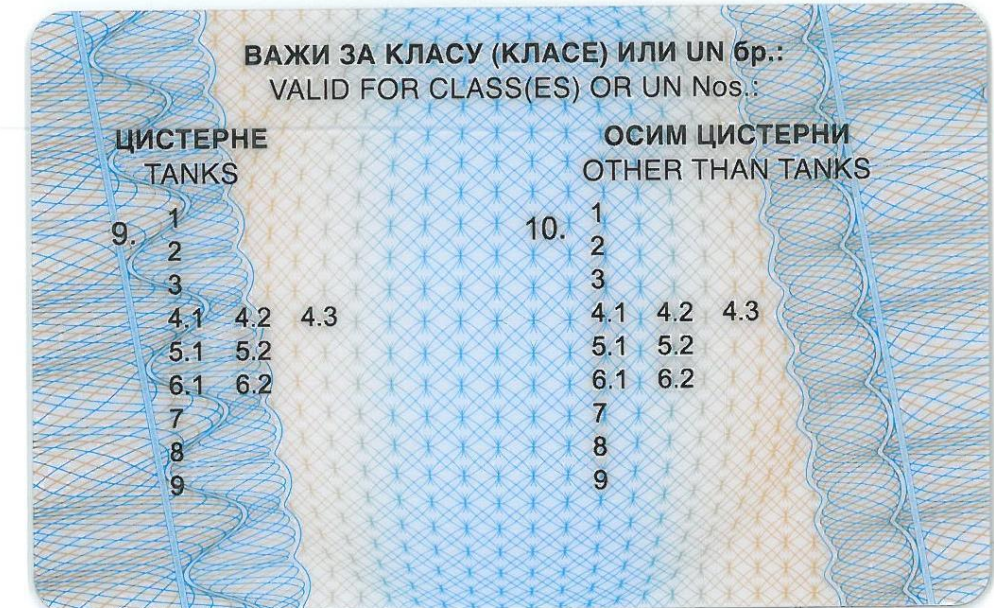 ВАЖИ ЗА КЛАСУ (КЛАСЕ) ИЛИ UN бр.:
VALID FOR CLASS(ES) OR UN Nos.:
ЦИСТЕРНЕ
TANKS
9. 1
2
3
4.1 4.2 4.3
5.1 5.2
6.1 6.2
7
8
9
ОСИМ ЦИСТЕРНИ
OTHER THAN TANKS
10. 1
2
3
4.1 4.2 4.3
5.1 5.2
6.1 6.2
7
8
9